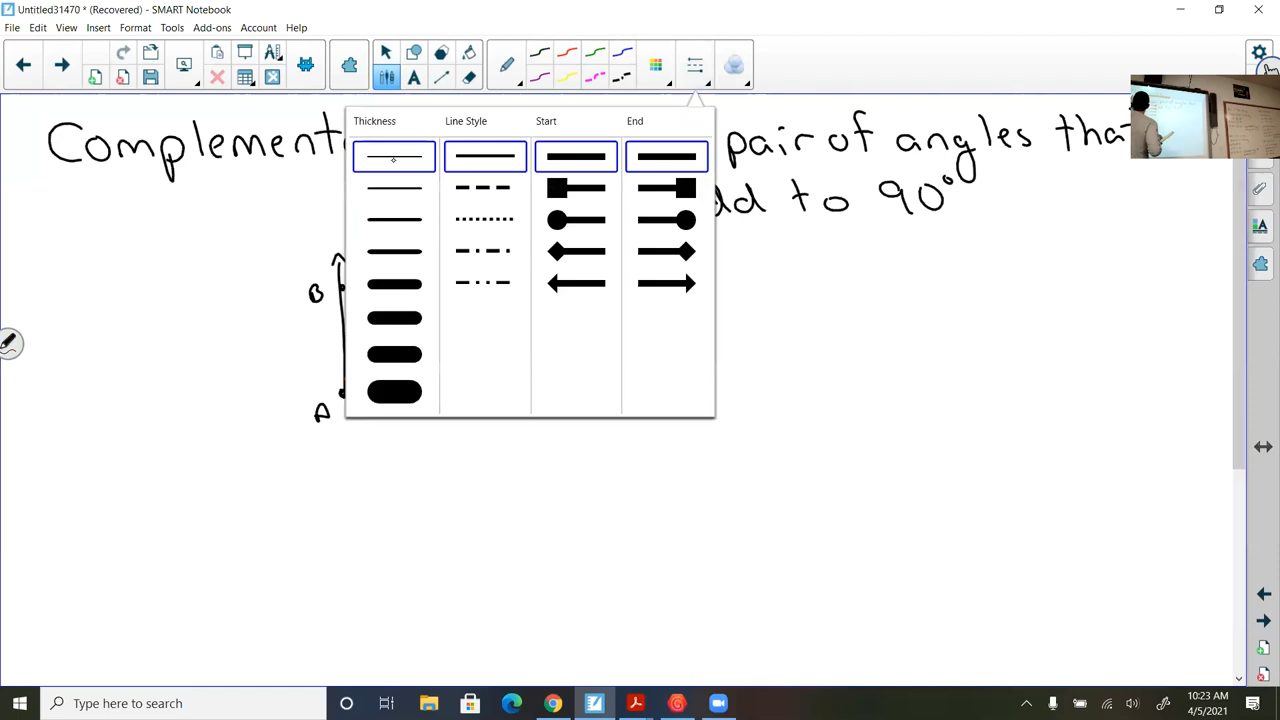 Untitled31470 * (Recovered) - SMART Notebook
File Edit View Insert Format Tools Add-ons Account Help
Thickness Line Style Start End
Complement pair of angles tha
dd to 90°
B
A
Type here to search
10:23 AM
4/5/2021